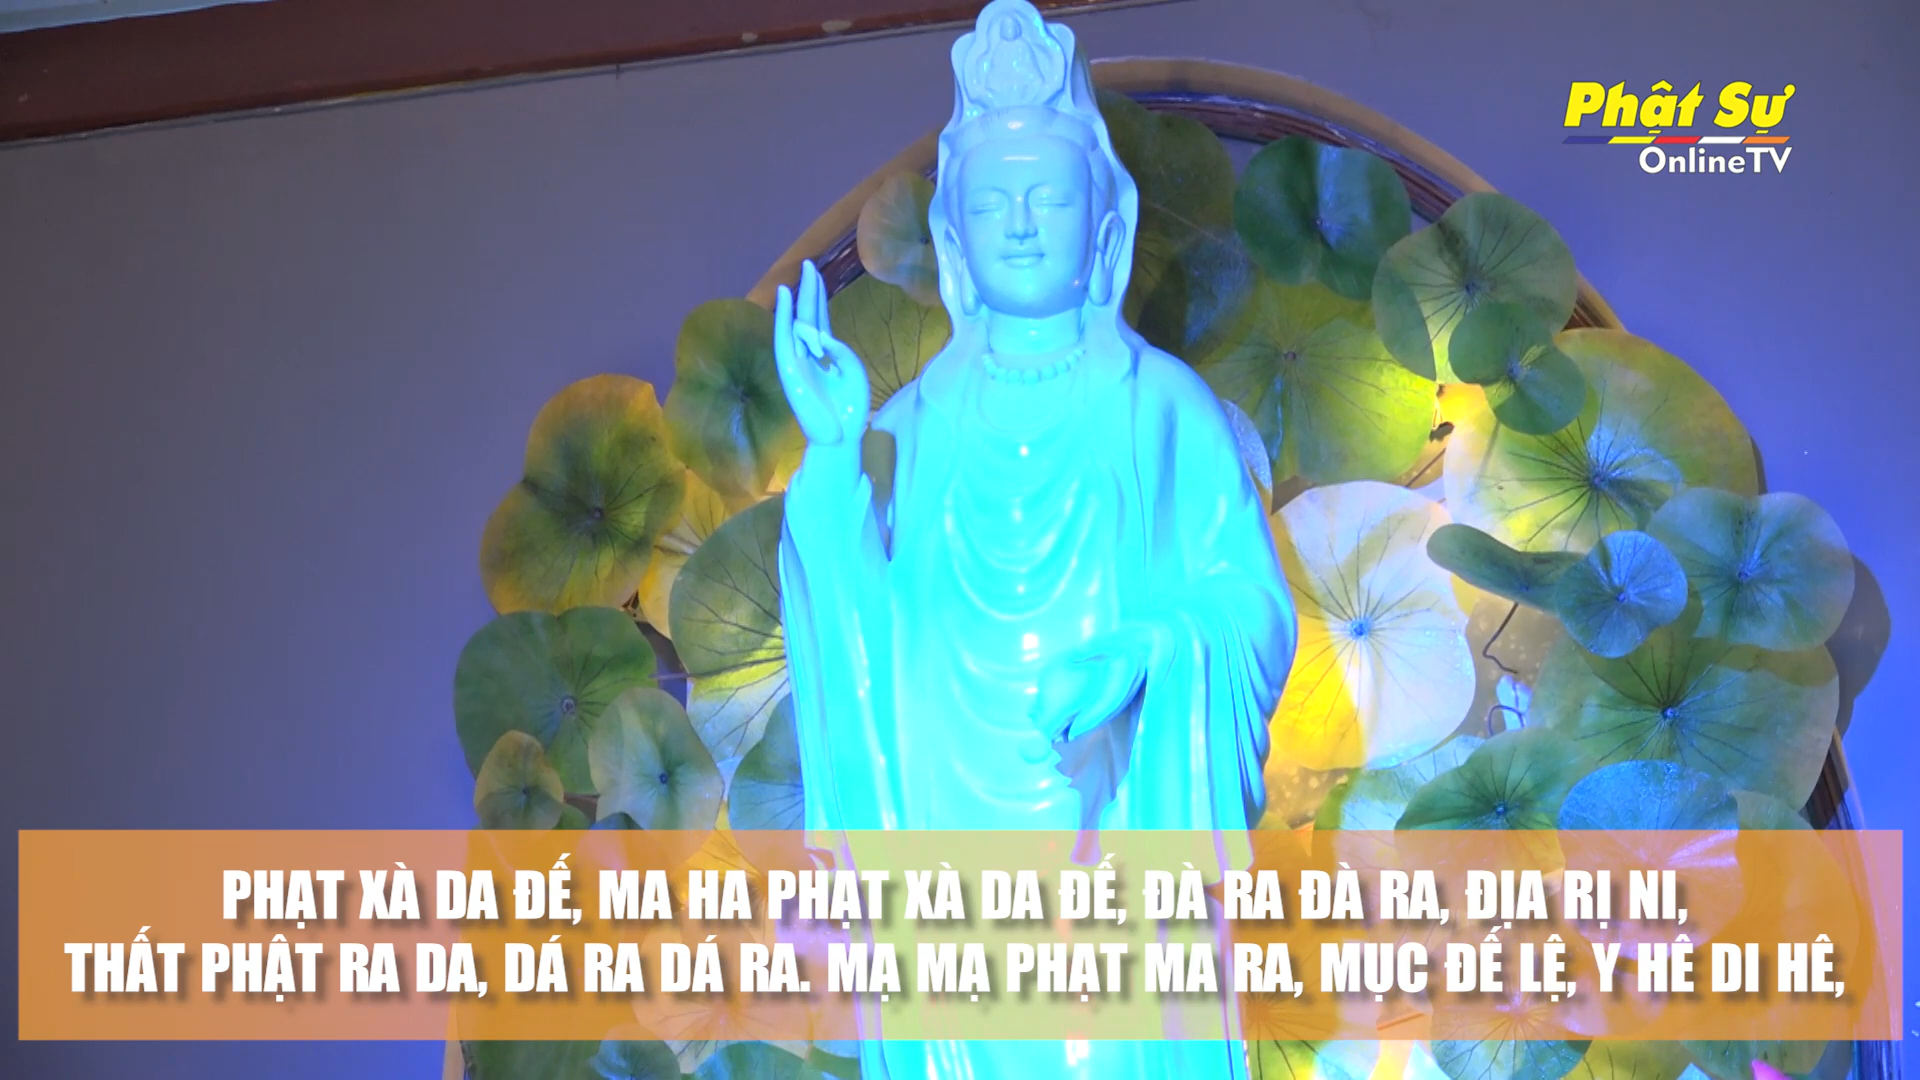 Phật Sự
OnlineTV
PHẠT XÀ DA ĐẾ, MA HA PHẠT XÀ DA ĐẾ, ĐÀ RA ĐÀ RA, ĐỊA RỊ NI,
THẤT PHẬT RA DA, DÁ RA DÁ RA. MẠ MẠ PHẠT MA RA, MỤC ĐẾ LỆ, Y HÊ DI HÊ,